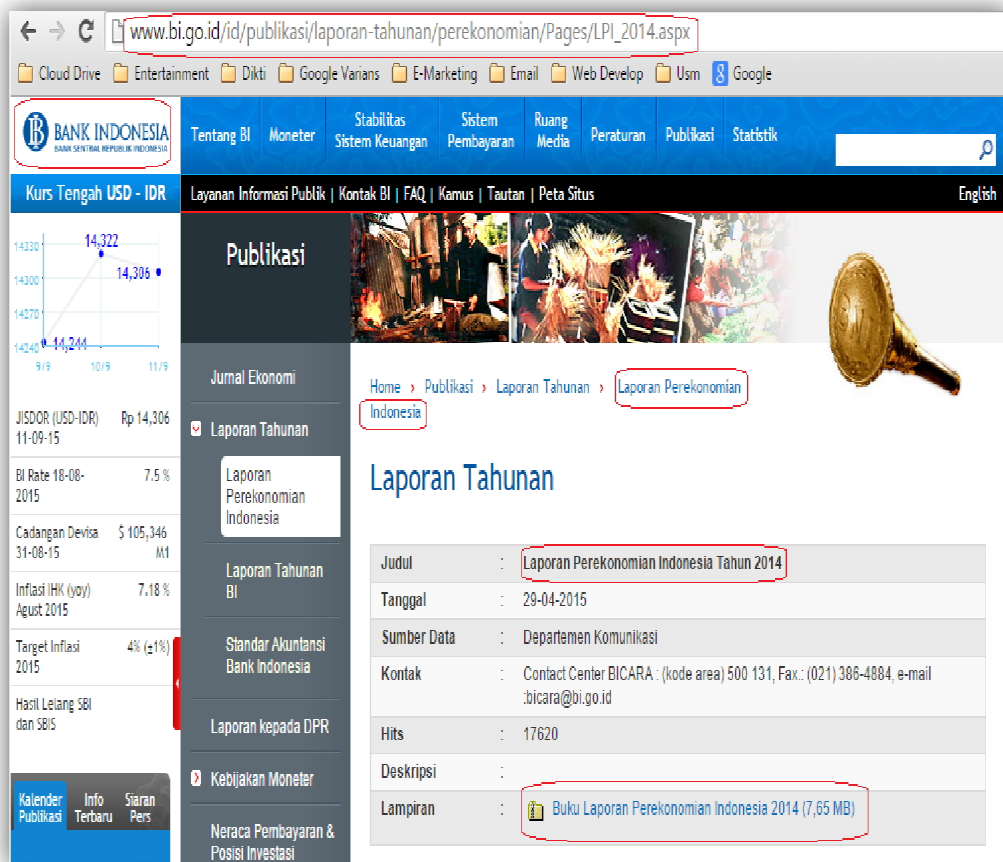 www.bi.go.id/id/publikasi/laporan-tahunan/perekonomian/Pages/LPI_2014.aspx
Cloud Drive Entertainment Dikti Google Varians E-Marketing Email Web Develop Usm Google
BANK INDONESIA
BANK SENTRAL REPUBLIK INDONESIA
Tentang BI Moneter Stabilitas Sistem Keuangan Sistem Pembayaran Ruang Media Peraturan Publikasi Statistik
Kurs Tengah USD - IDR
Layanan Informasi Publik | Kontak BI | FAQ | Kamus | Tautan | Peta Situs English
14330
14300
14270
14240
14,322
14,306
14,244
9/9 10/9 11/9
JISDOR (USD-IDR) Rp 14,306
11-09-15
BI Rate 18-08- 7.5 %
2015
Cadangan Devisa $ 105,346
31-08-15 M1
Inflasi IHK (yoy) 7.18 %
Agust 2015
Target Inflasi 4% (±1%)
2015
Hasil Lelang SBI
dan SBIS
Kalender Publikasi
Info Terbaru
Siaran Pers
Publikasi
Jurnal Ekonomi
Laporan Tahunan
Laporan
Perekonomian
Indonesia
Laporan Tahunan
BI
Standar Akuntansi
Bank Indonesia
Laporan kepada DPR
Kebijakan Moneter
Neraca Pembayaran &
Posisi Investasi
Home › Publikasi › Laporan Tahunan › Laporan Perekonomian
Indonesia
Laporan Tahunan
Judul : Laporan Perekonomian Indonesia Tahun 2014
Tanggal : 29-04-2015
Sumber Data : Departemen Komunikasi
Kontak : Contact Center BICARA : (kode area) 500 131, Fax.: (021) 386-4884, e-mail
:bicara@bi.go.id
Hits : 17620
Deskripsi :
Lampiran : Buku Laporan Perekonomian Indonesia 2014 (7,65 MB)